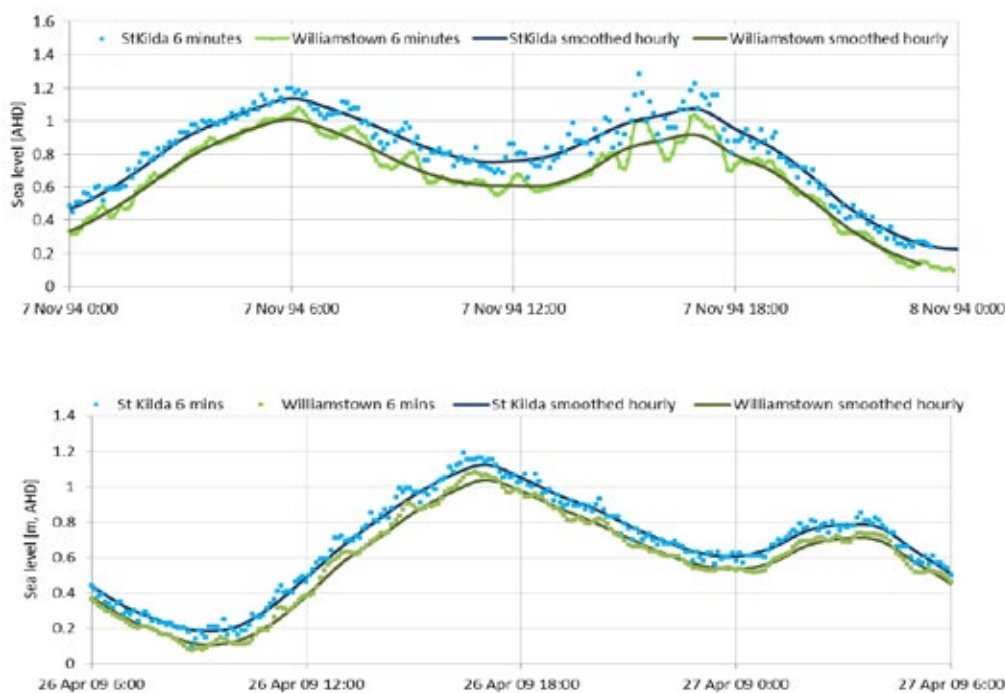 1.6
StKilda 6 minutes Williamstown 6 minutes StKilda smoothed hourly Williamstown smoothed hourly
1.4
1.2
1
0.8
0.6
0.4
0.2
0
Sea level [AHD]
7 Nov 94 0:00 7 Nov 94 6:00 7 Nov 94 12:00 7 Nov 94 18:00 8 Nov 94 0:00
St Kilda 6 mins Williamstown 6 mins St Kilda smoothed hourly Williamstown smoothed hourly
1.4
1.2
1
0.8
0.6
0.4
0.2
0
Sea level [m, AHD]
26 Apr 09 6:00 26 Apr 09 12:00 26 Apr 09 18:00 27 Apr 09 0:00 27 Apr 09 6:00